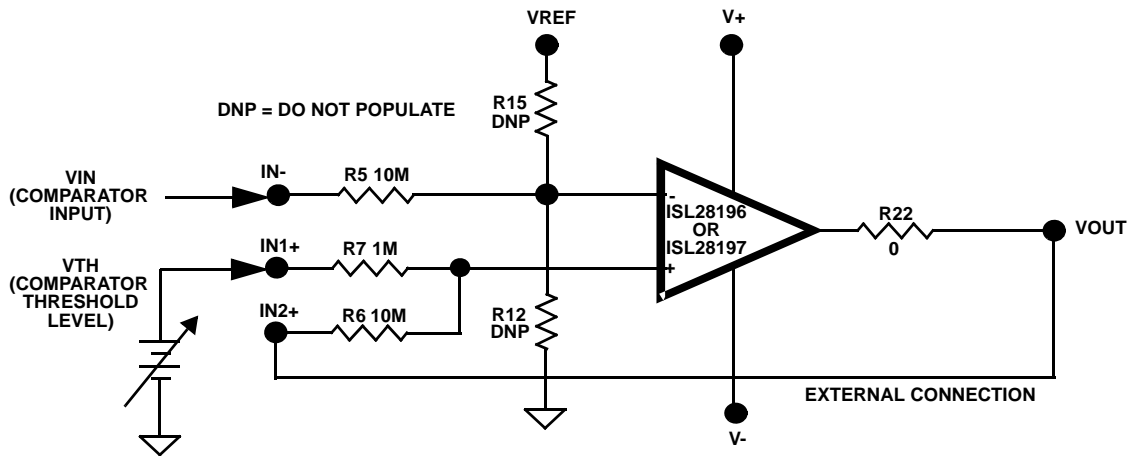 VREF
V+
DNP = DO NOT POPULATE
R15
DNP
VIN
(COMPARATOR
INPUT)
IN-
R5 10M
-
ISL28196
OR
ISL28197
R22
0
VOUT
VTH
(COMPARATOR
THRESHOLD
LEVEL)
IN1+
R7 1M
+
IN2+
R6 10M
R12
DNP
EXTERNAL CONNECTION
V-